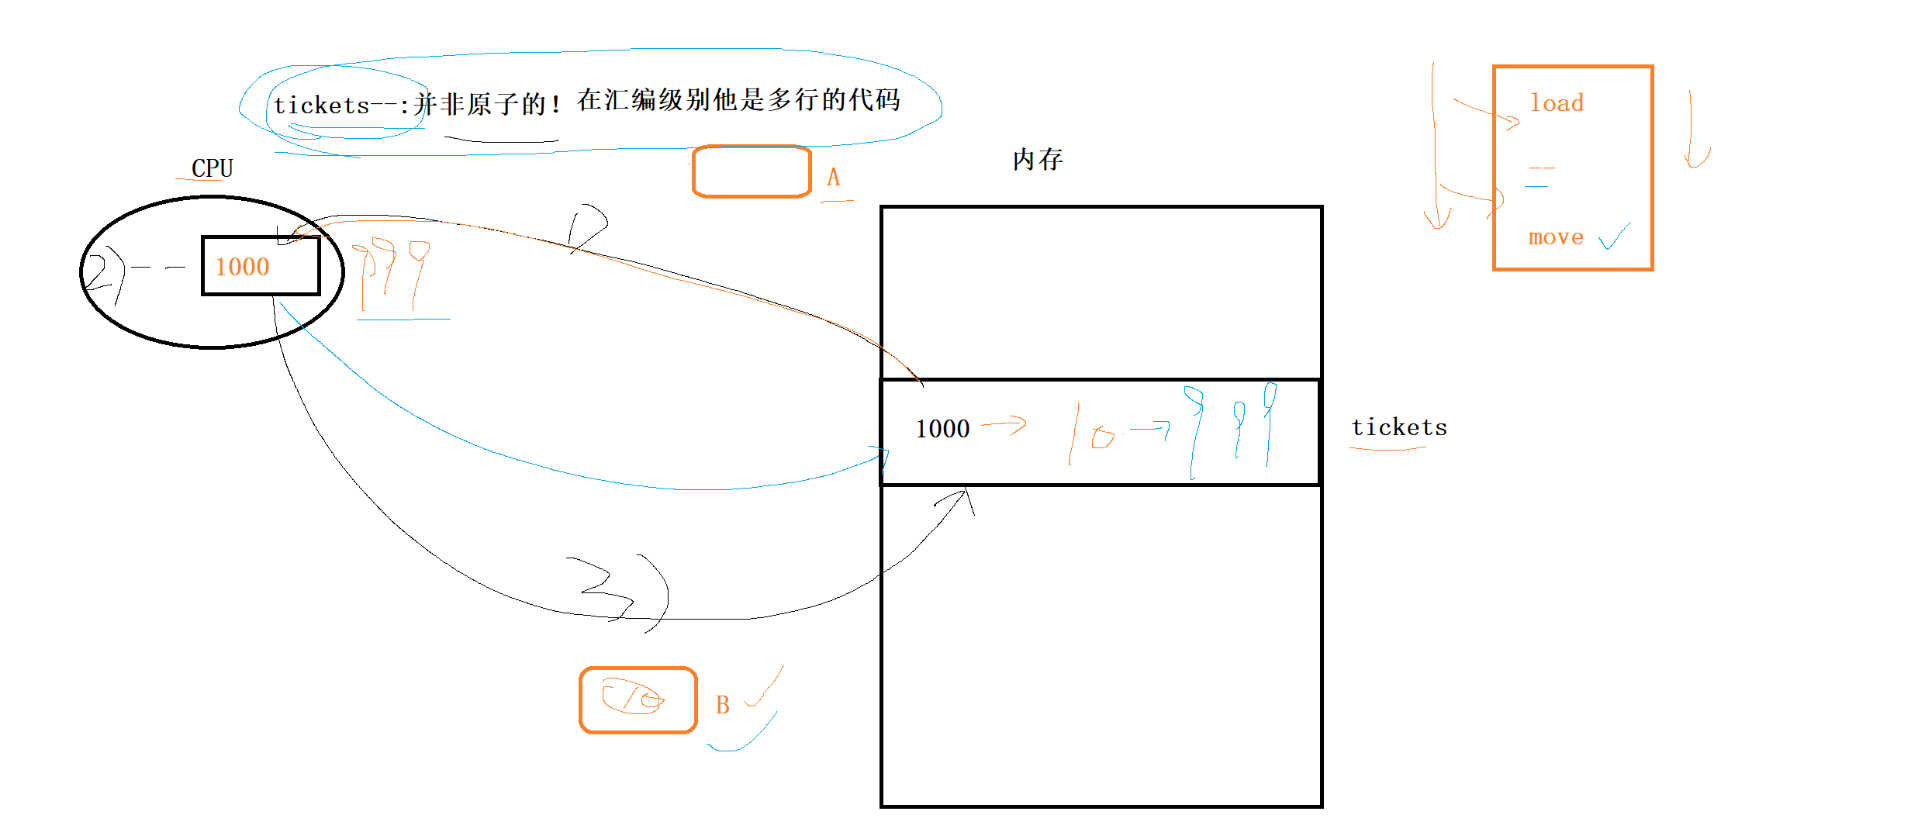 tickets--:并非原子的! 在汇编级别他是多行的代码
load
--
move
CPU
A
内存
1)
2) -- 1000 999
1000 → 10 → 999
tickets
3)
10 B